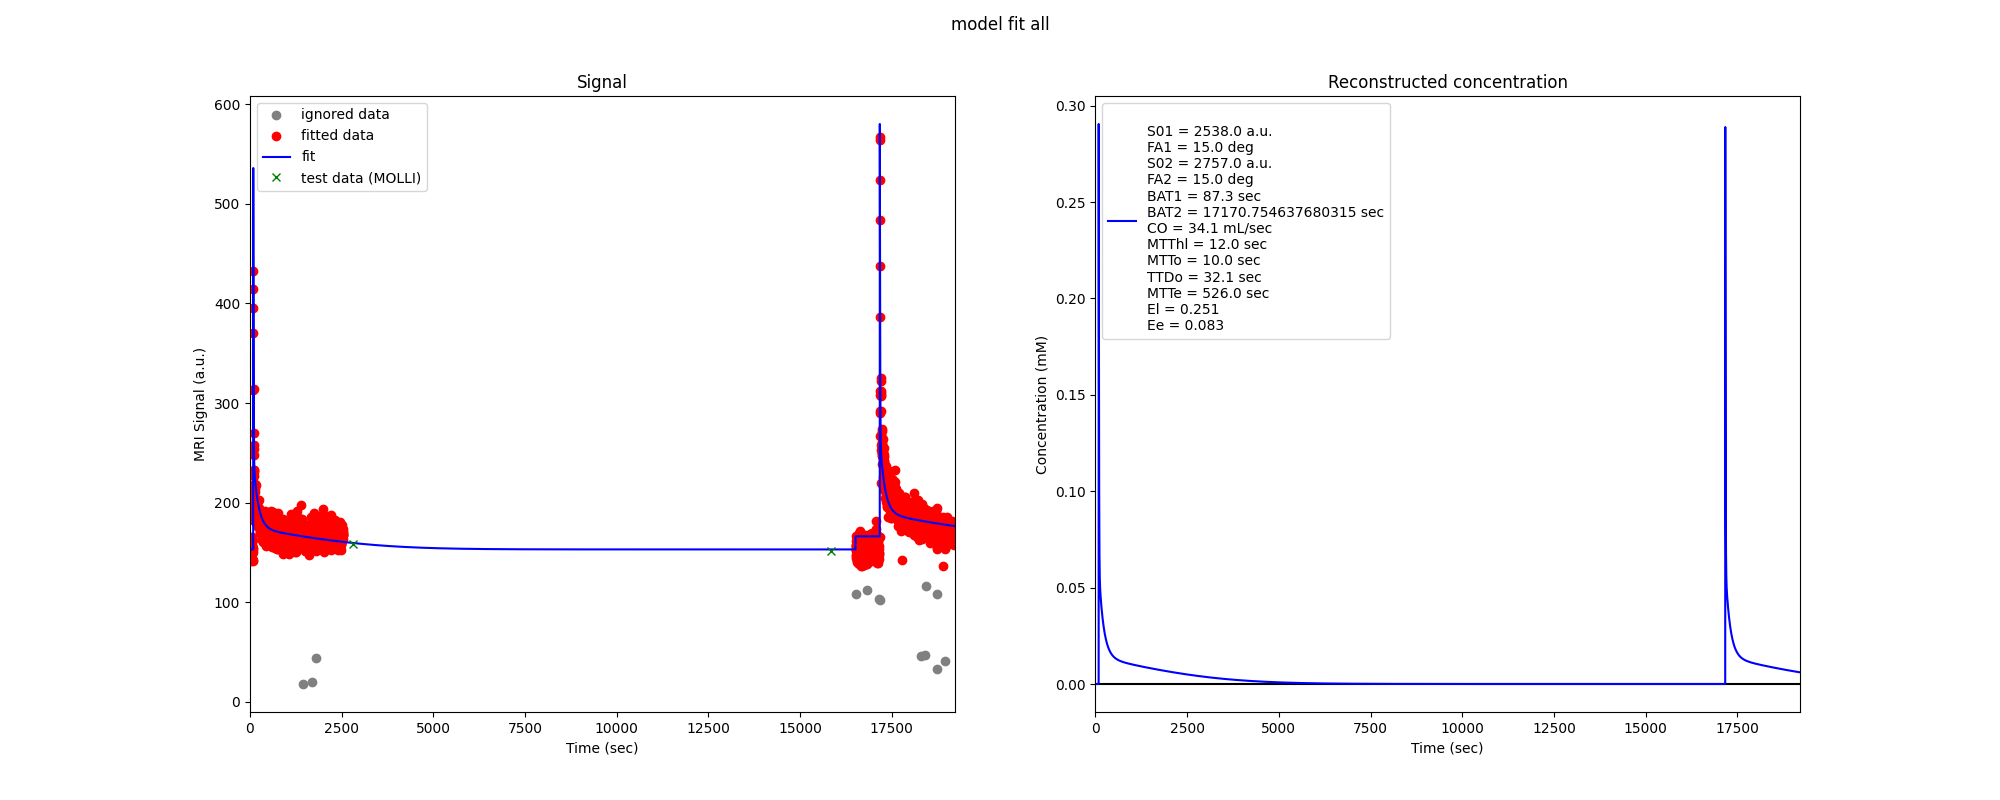 model fit all
Signal
600
500
400
300
200
100
0
MRI Signal (a.u.)
ignored data
fitted data
fit
test data (MOLLI)
0 2500 5000 7500 10000 12500 15000 17500
Time (sec)
Reconstructed concentration
0.30
0.25
0.20
0.15
0.10
0.05
0.00
Concentration (mM)
S01 = 2538.0 a.u.
FA1 = 15.0 deg
S02 = 2757.0 a.u.
FA2 = 15.0 deg
BAT1 = 87.3 sec
BAT2 = 17170.754637680315 sec
CO = 34.1 mL/sec
MTThl = 12.0 sec
MTTo = 10.0 sec
TTDo = 32.1 sec
MTTe = 526.0 sec
El = 0.251
Ee = 0.083
0 2500 5000 7500 10000 12500 15000 17500
Time (sec)